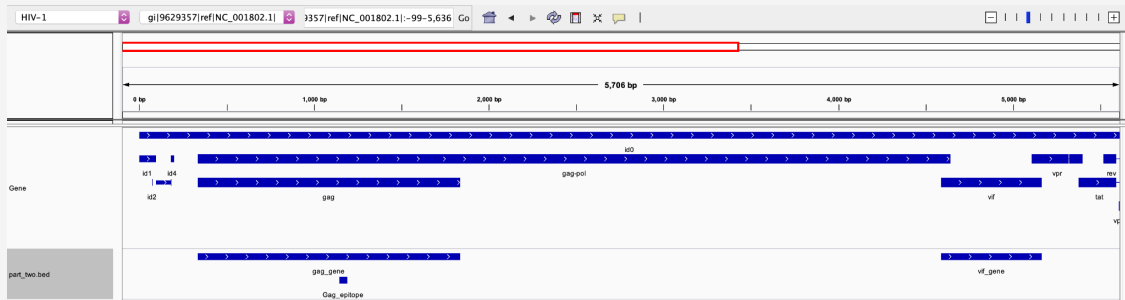 HIV-1 gi|9629357|ref|NC_001802.1| 9357|ref|NC_001802.1|:-99-5,636 Go
5,706 bp
0 bp 1,000 bp 2,000 bp 3,000 bp 4,000 bp 5,000 bp
id0
id1 id4 gag-pol vpr rev
Gene
id2 gag vif tat
vp
gag_gene vif_gene
part_two.bed
Gag_epitope